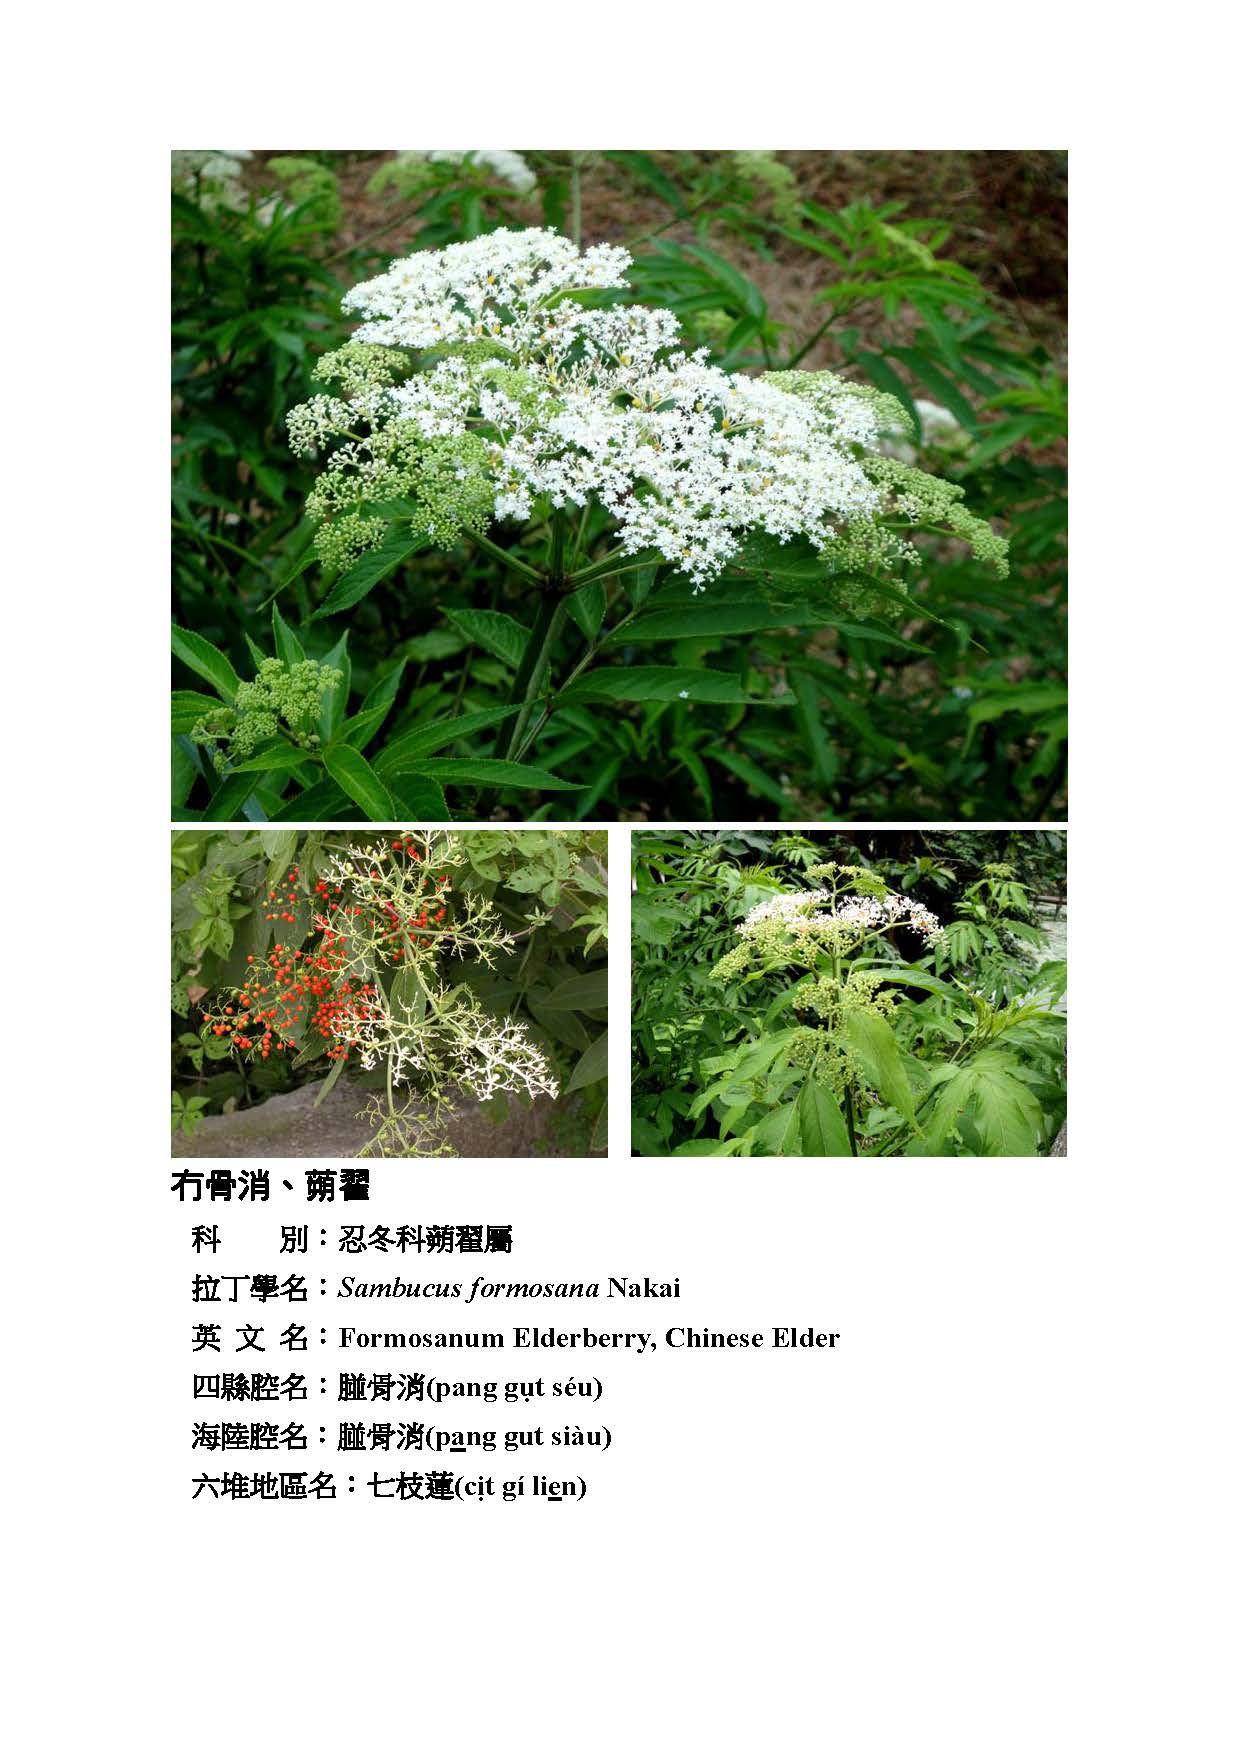 冇骨消、蒴藋
科　　別：忍冬科蒴藋屬
拉丁學名：Sambucus formosana Nakai
英 文 名：Formosanum Elderberry, Chinese Elder
四縣腔名：膖骨消(pang gụt séu)
海陸腔名：膖骨消(pa̲ng gut siàu)
六堆地區名：七枝蓮(cịt gí lie̲n)